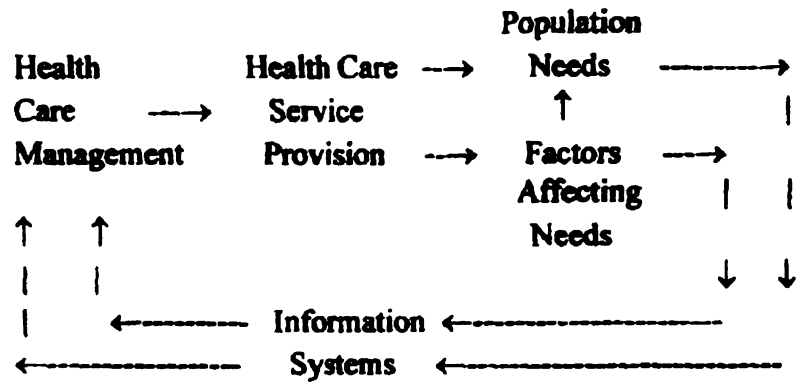 Population
Health Health Care Needs
Care Service
Management Provision Factors
Affecting
Needs
Information
Systems